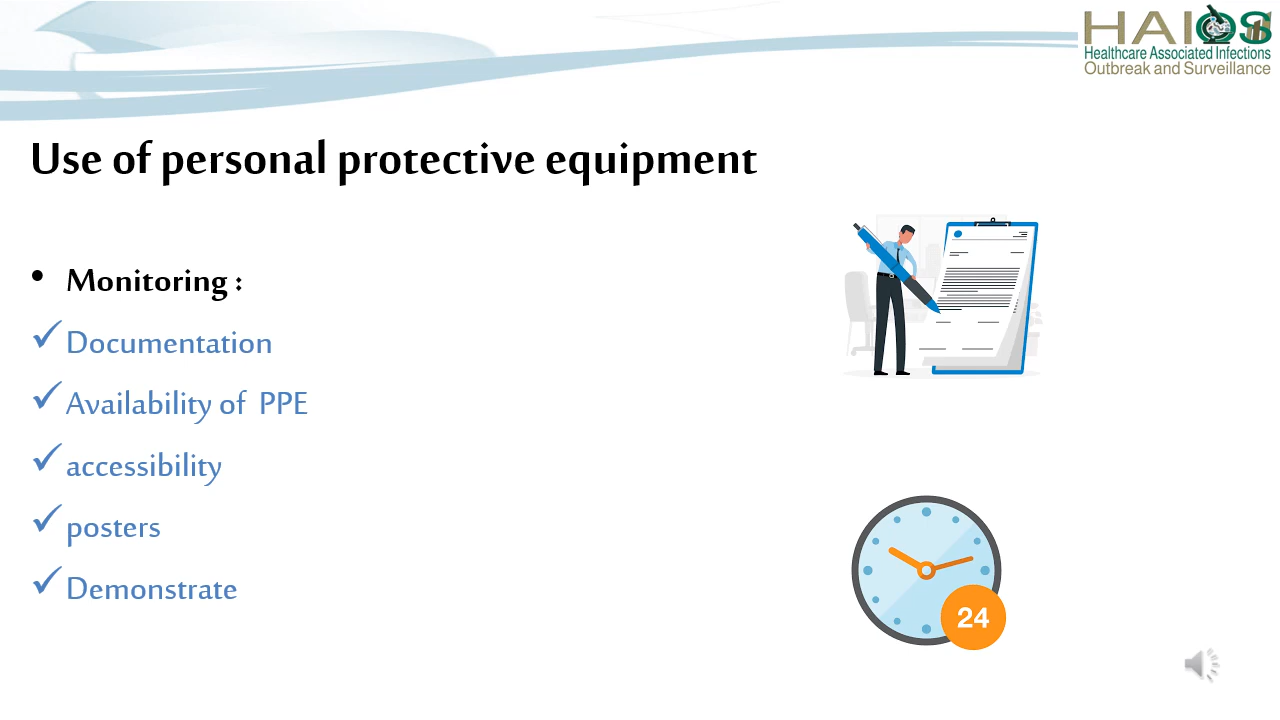 HAIOS
Healthcare Associated Infections
Outbreak and Surveillance
Use of personal protective equipment
• Monitoring :
✓ Documentation
✓ Availability of PPE
✓ accessibility
✓ posters
✓ Demonstrate
24